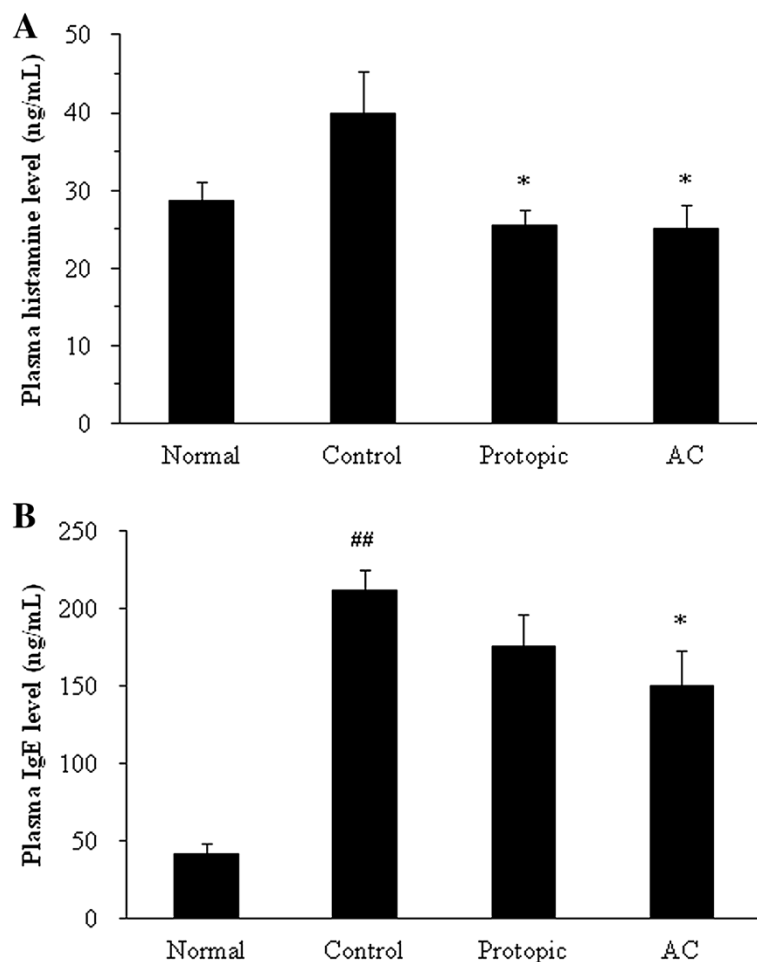 A
Plasma histamine level (ng/mL)
50
40
30
20
10
0
*
*
Normal Control Protopic AC
B
Plasma IgE level (ng/mL)
250
200
150
100
50
0
##
*
Normal Control Protopic AC